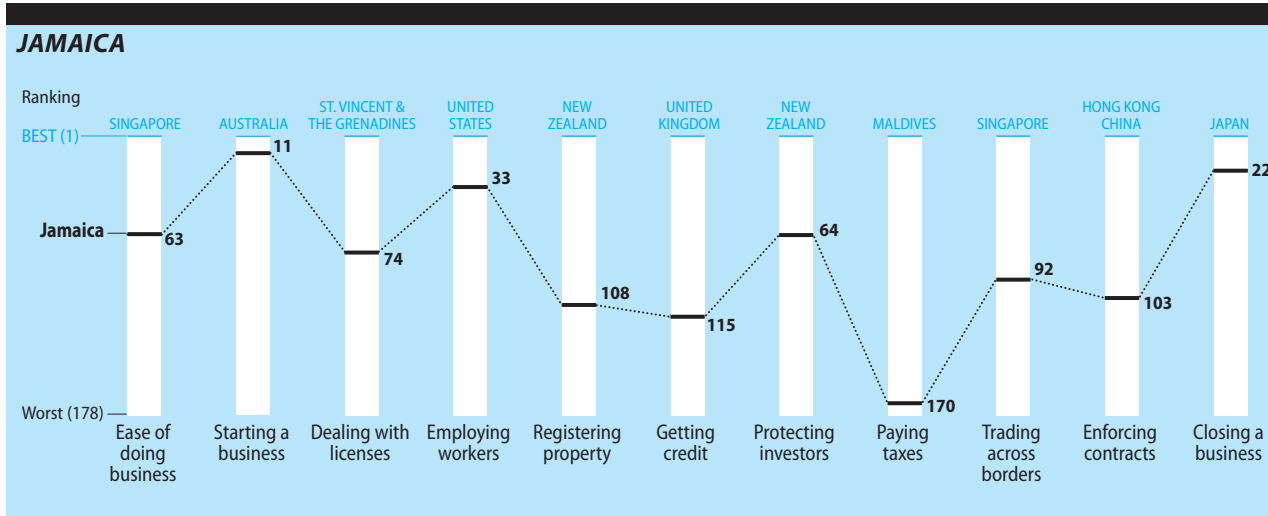 JAMAICA
Ranking
BEST (1)
SINGAPORE
AUSTRALIA
ST. VINCENT &
THE GRENADINES
UNITED
STATES
NEW
ZEALAND
UNITED
KINGDOM
NEW
ZEALAND
MALDIVES
SINGAPORE
HONG KONG
CHINA
JAPAN
Jamaica
63
11
74
33
108
115
64
170
92
103
22
Worst (178)
Ease of
doing
business
Starting a
business
Dealing with
licenses
Employing
workers
Registering
property
Getting
credit
Protecting
investors
Paying
taxes
Trading
across
borders
Enforcing
contracts
Closing a
business